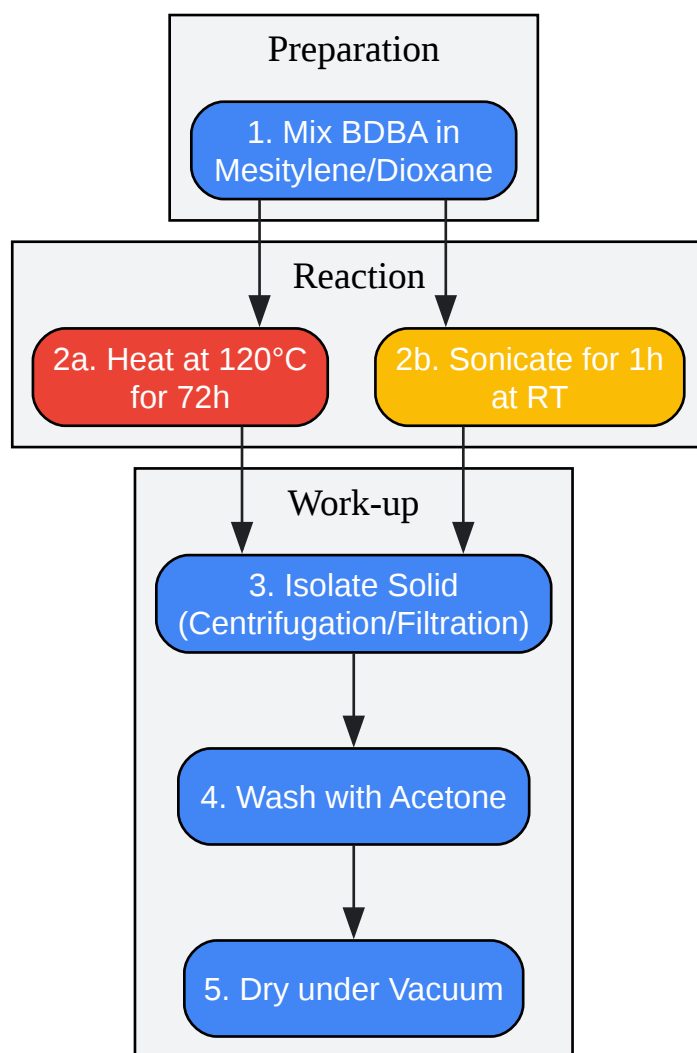 Preparation
1. Mix BDBA in
Mesitylene/Dioxane
Reaction
2a. Heat at 120°C
for 72h
2b. Sonicate for 1h
at RT
Work-up
3. Isolate Solid
(Centrifugation/Filtration)
4. Wash with Acetone
5. Dry under Vacuum